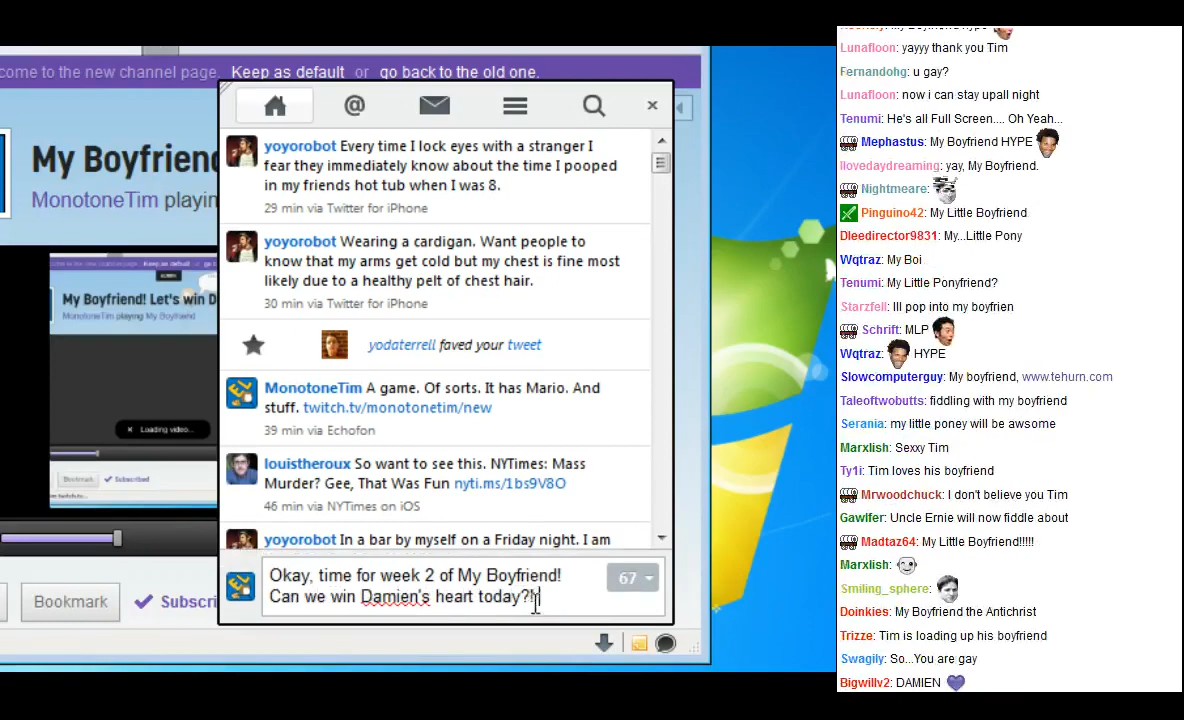 come to the new channel page. Keep as default or go back to the old one.
My Boyfriend
MonotoneTim playin
My Boyfriend! Let's win D
MonotoneTim playing My Boyfriend
× Loading video...
Bookmark Subscribed
Bookmark Subscri
yoyorobot Every time I lock eyes with a stranger I
fear they immediately know about the time I pooped
in my friends hot tub when I was 8.
29 min via Twitter for iPhone
yoyorobot Wearing a cardigan. Want people to
know that my arms get cold but my chest is fine most
likely due to a healthy pelt of chest hair.
30 min via Twitter for iPhone
yodaterrell faved your tweet
MonotoneTim A game. Of sorts. It has Mario. And
stuff. twitch.tv/monotonetim/new
39 min via Echofon
louistheroux So want to see this. NYTimes: Mass
Murder? Gee, That Was Fun nyti.ms/1bs9V8O
46 min via NYTimes on iOS
yoyorobot In a bar by myself on a Friday night. I am
Okay, time for week 2 of My Boyfriend!
Can we win Damien's heart today?!
67
Lunafloon: yayyy thank you Tim
Fernandohg: u gay?
Lunafloon: now i can stay upall night
Tenumi: He's all Full Screen.... Oh Yeah...
Mephastus: My Boyfriend HYPE
Ilovedaydreaming: yay, My Boyfriend.
Nightmeare:
Pinguino42: My Little Boyfriend
Dleedirector9831: My...Little Pony
Wqtraz: My Boi
Tenumi: My Little Ponyfriend?
Starzfell: Ill pop into my boyfrien
Schrift: MLP
Wqtraz: HYPE
Slowcomputerguy: My boyfriend, www.tehurn.com
Taleoftwobutts: fiddling with my boyfriend
Serania: my little poney will be awsome
Marxlish: Sexxy Tim
Ty1i: Tim loves his boyfriend
Mrwoodchuck: I don't believe you Tim
Gawlfer: Uncle Ernie will now fiddle about
Madtaz64: My Little Boyfriend!!!!!
Marxlish:
Smiling_sphere:
Doinkies: My Boyfriend the Antichrist
Trizze: Tim is loading up his boyfriend
Swagily: So...You are gay
Bigwillv2: DAMIEN